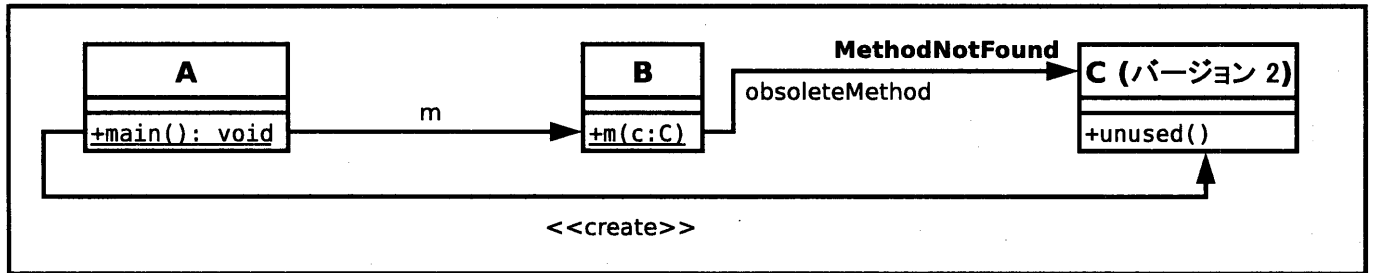 A
+main(): void
m
B
+m(c:C)
MethodNotFound
obsoleteMethod
C (バージョン 2)
+unused()
<<create>>